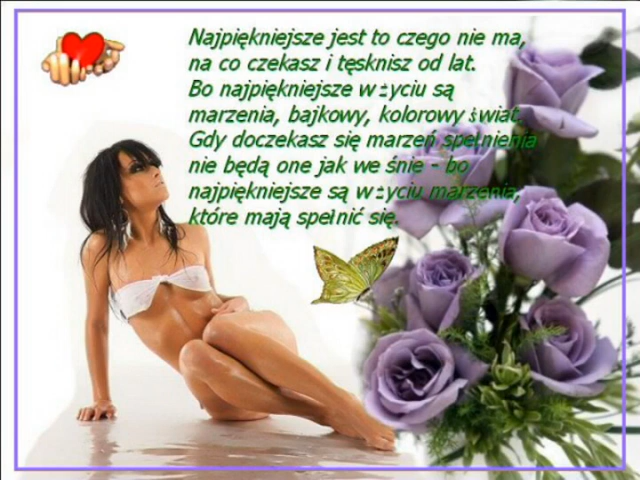 Najpiękniejsze jest to czego nie ma,
na co czekasz i tęsknisz od lat.
Bo najpiękniejsze w życiu są
marzenia, bajkowy, kolorowy świat.
Gdy doczekasz się marzeń spełnienia
nie będą one jak we śnie - bo
najpiękniejsze są w życiu marzenia,
które mają spełnić się.